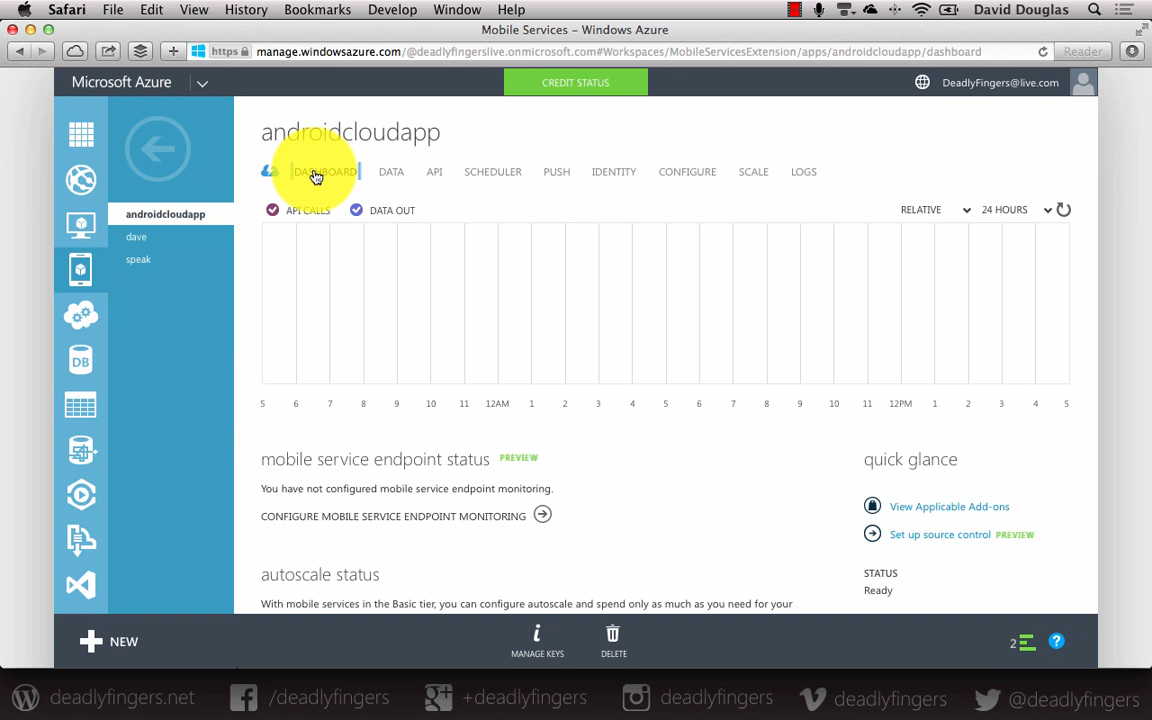 Safari File Edit View History Bookmarks Develop Window Help David Douglas
Mobile Services – Windows Azure
https manage.windowsazure.com/@deadlyfingerslive.onmicrosoft.com#Workspaces/MobileServicesExtension/apps/androidcloudapp/dashboard Reader
Microsoft Azure CREDIT STATUS DeadlyFingers@live.com
androidcloudapp
DASHBOARD DATA API SCHEDULER PUSH IDENTITY CONFIGURE SCALE LOGS
androidcloudapp
dave
speak
API CALLS DATA OUT RELATIVE 24 HOURS
5 6 7 8 9 10 11 12AM 1 2 3 4 5 6 7 8 9 10 11 12PM 1 2 3 4 5
DB
mobile service endpoint status PREVIEW
You have not configured mobile service endpoint monitoring.
CONFIGURE MOBILE SERVICE ENDPOINT MONITORING
autoscale status
With mobile services in the Basic tier, you can configure autoscale and spend only as much as you need for your
quick glance
View Applicable Add-ons
Set up source control PREVIEW
STATUS
Ready
NEW MANAGE KEYS DELETE 2 ?
deadlyfingers.net /deadlyfingers +deadlyfingers deadlyfingers deadlyfingers @deadlyfingers